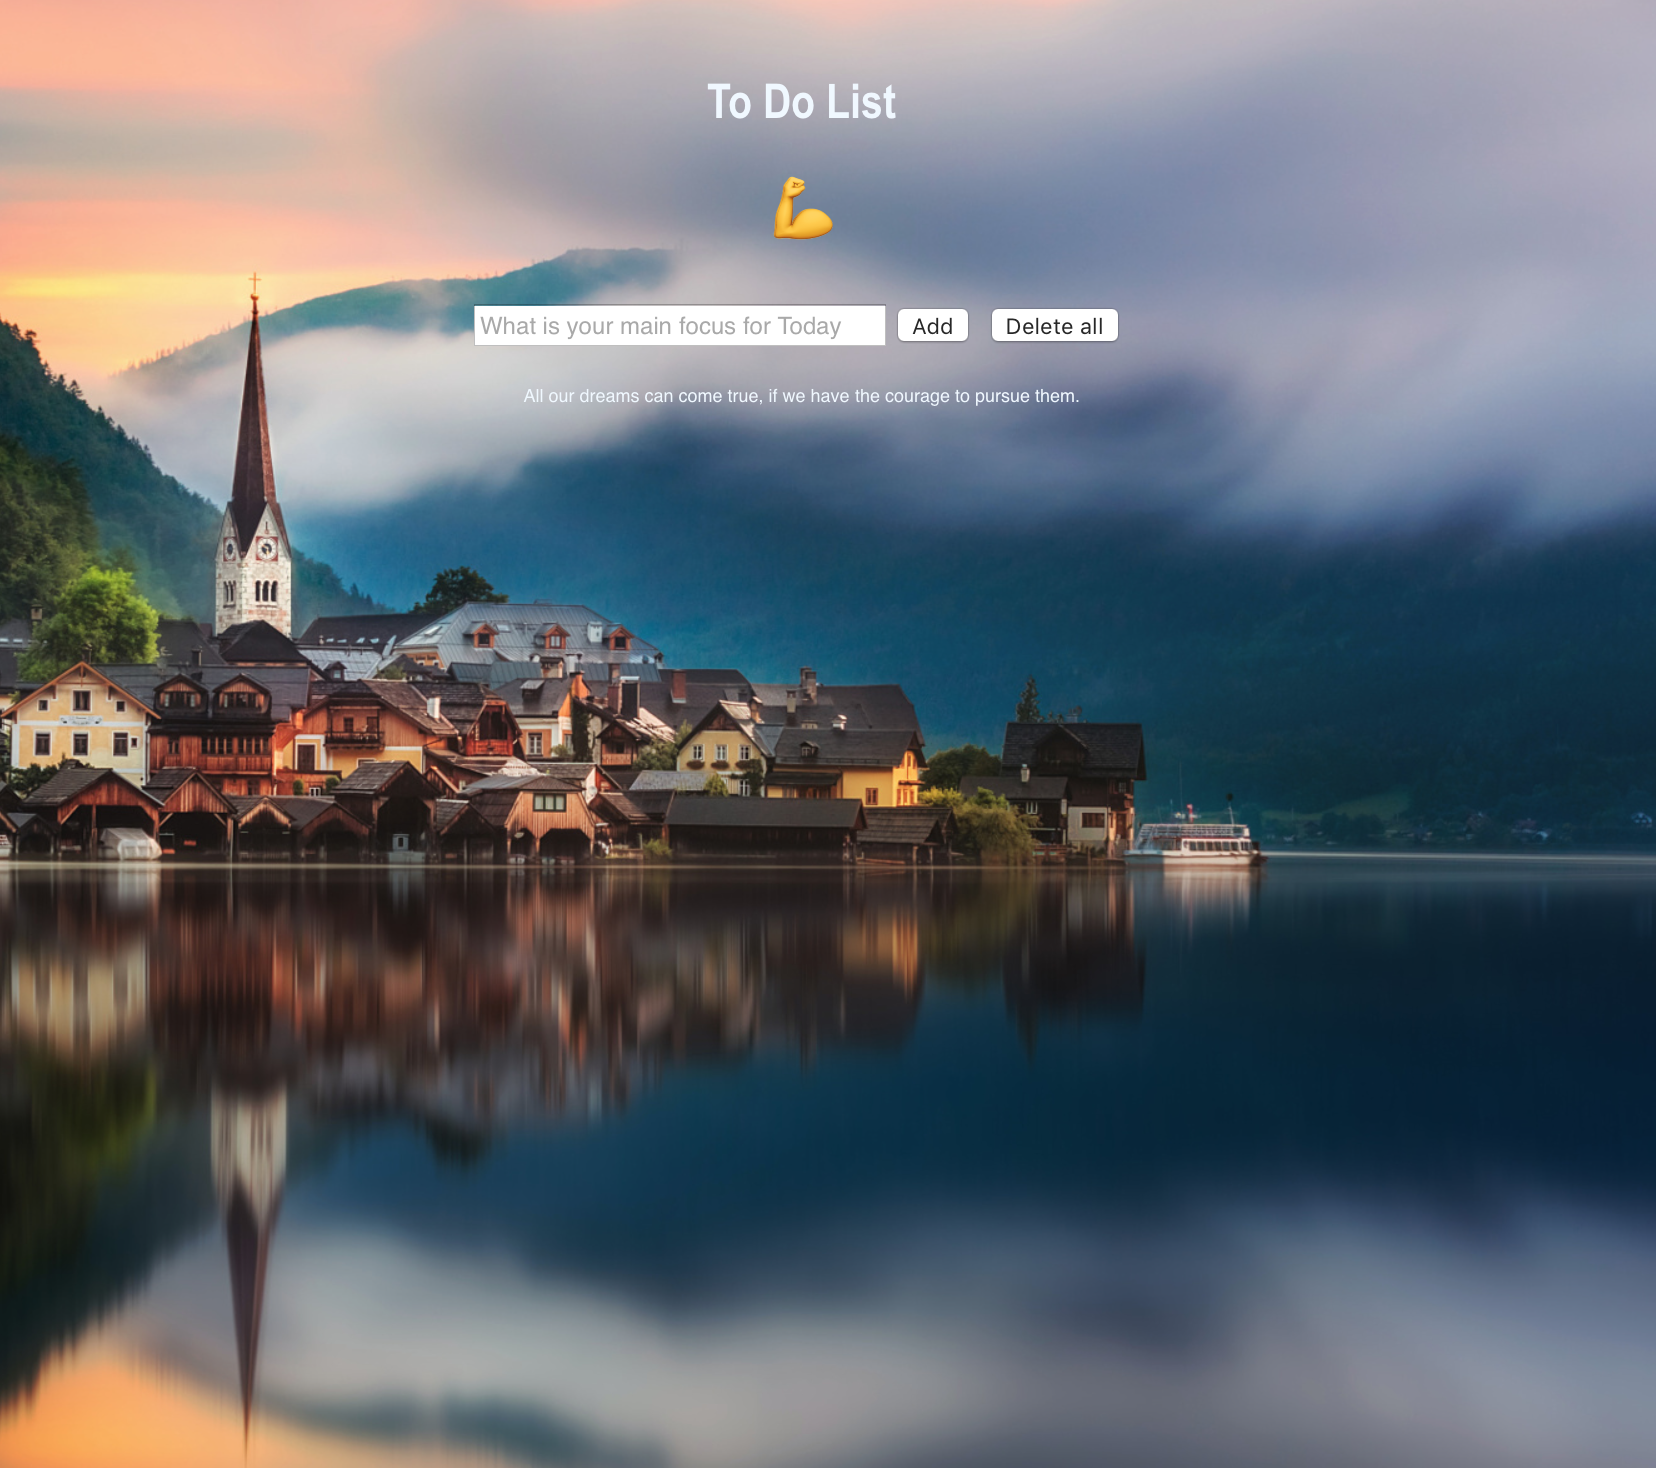 To Do List
What is your main focus for Today
Add
Delete all
All our dreams can come true, if we have the courage to pursue them.